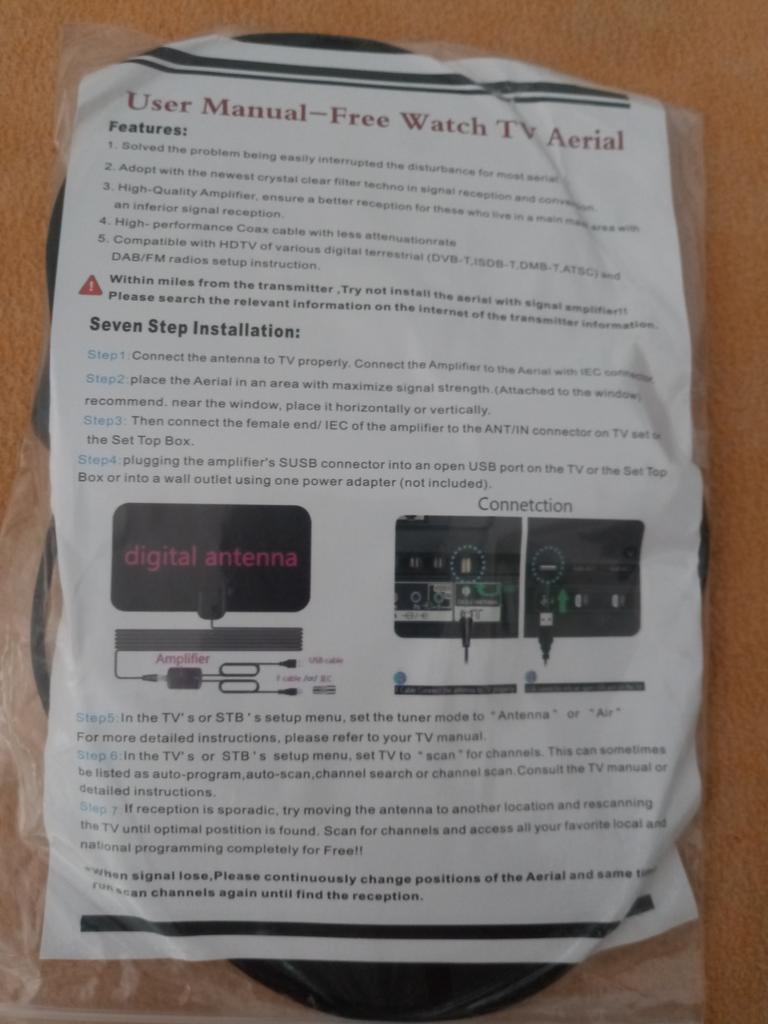 User Manual-Free Watch TV Aerial
Features:
1. Solved the problem being easily interrupted the disturbance for most aerial.
2. Adopt with the newest crystal clear filter techno in signal reception and
3. High-Quality Amplifier, ensure a better reception for these who live in a main area with
an inferior signal reception.
4. High- performance Coax cable with less attenuationrate
5. Compatible with HDTV of various digital terrestrial (DVB-T,ISDB-T,DMB-T,ATSC) and
DAB/FM radios setup instruction.
Within miles from the transmitter ,Try not install the aerial with signal amplifier!!
Please search the relevant information on the internet of the transmiter information.
Seven Step Installation:
Step1: Connect the antenna to TV properly. Connect the Amplifier to the Aerial with IEC connector.
Step2: place the Aerial in an area with maximize signal strength.(Attached to the window)
recommend. near the window, place it horizontally or vertically.
Step3: Then connect the female end/ IEC of the amplifier to the ANT/IN connector on TV set or
the Set Top Box.
Step4: plugging the amplifier's SUSB connector into an open USB port on the TV or the Set Top
Box or into a wall outlet using one power adapter (not included).
Connetction
digital antenna
Amplifier
USB cable
F cable /or/ IEC
Step5: In the TV's or STB's setup menu, set the tuner mode to "Antenna" or "Air"
For more detailed instructions, please refer to your TV manual.
Step 6: In the TV's or STB's setup menu, set TV to "scan" for channels. This can sometimes
be listed as auto-program,auto-scan,channel search or channel scan.Consult the TV manual or
detailed instructions.
Step 7: If reception is sporadic, try moving the antenna to another location and rescanning
the TV until optimal postition is found. Scan for channels and access all your favorite local and
national programming completely for Free!!
*When signal lose,Please continuously change positions of the Aerial and same
run scan channels again until find the reception.